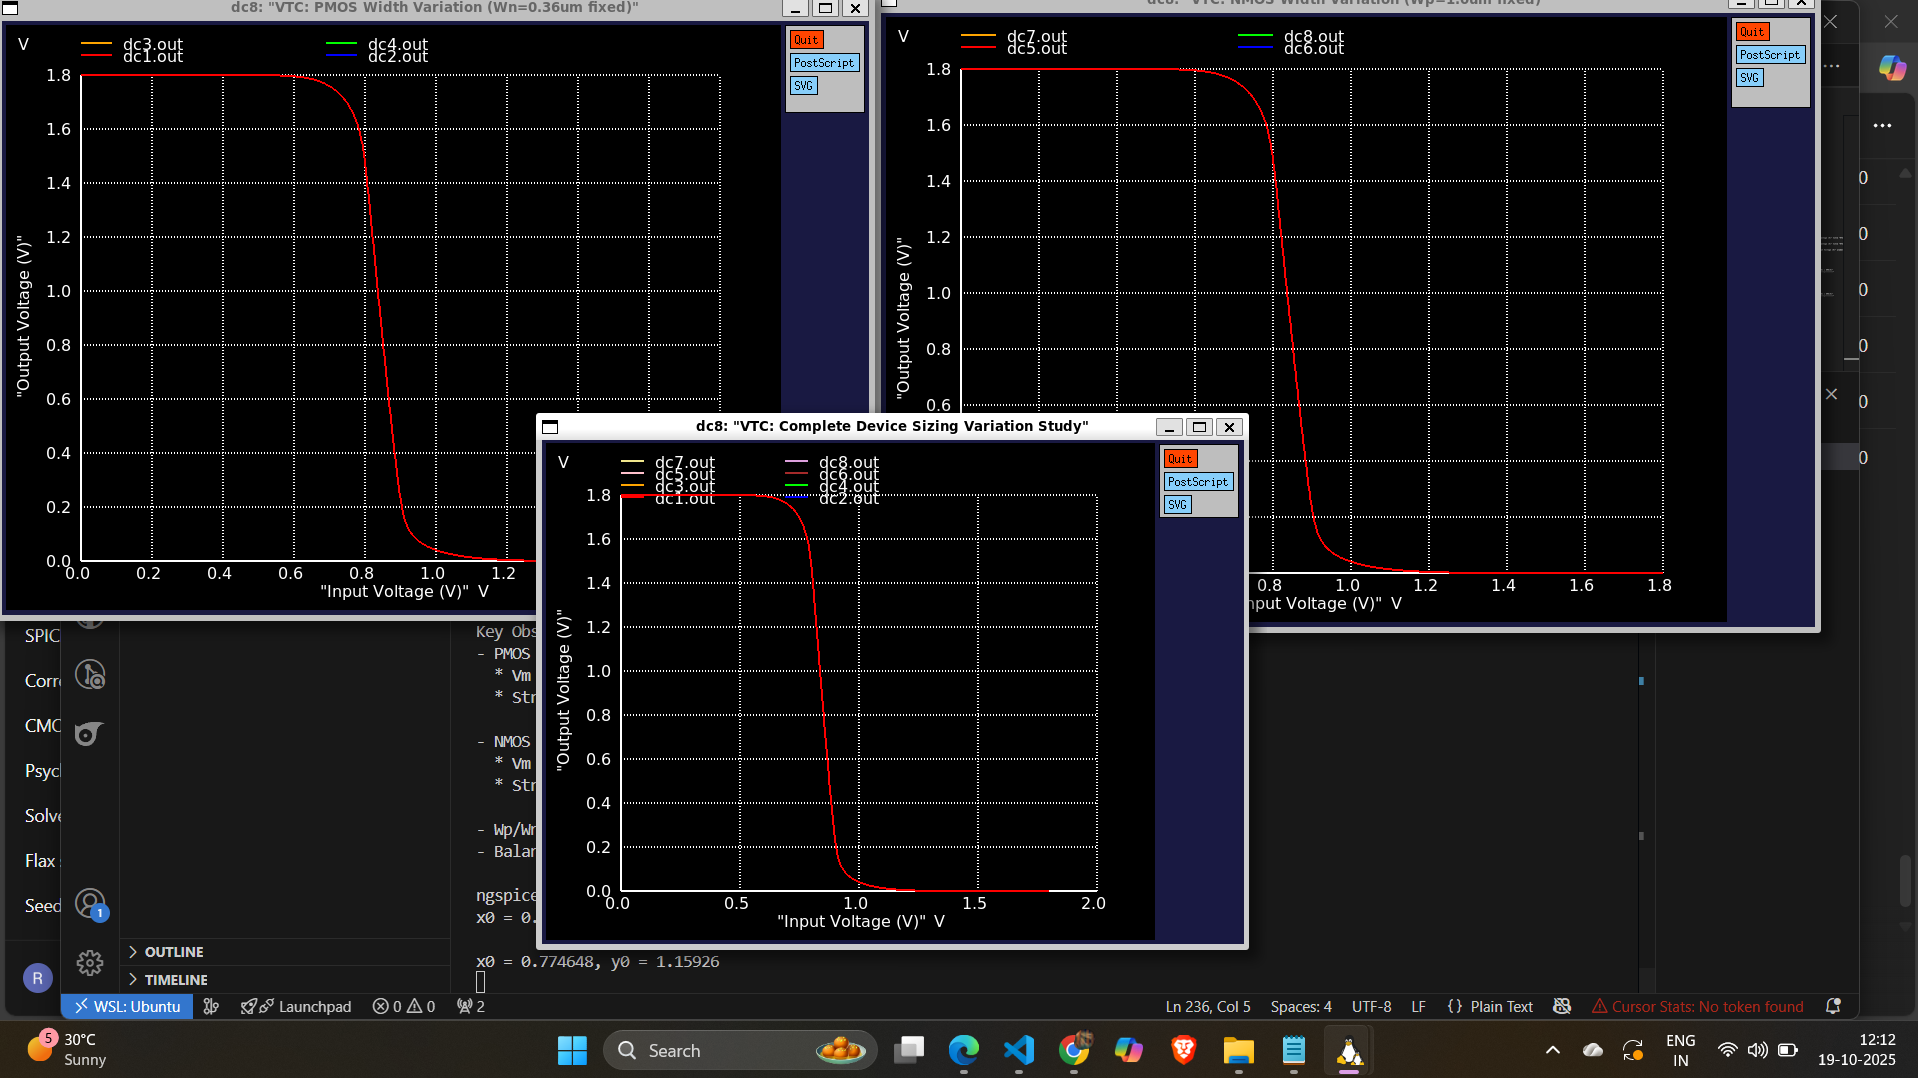 dc8: "VTC: PMOS Width Variation (Wn=0.36um fixed)"
V
dc3.out
dc4.out
dc1.out
dc2.out
Quit
PostScript
SVG
1.8
1.6
1.4
1.2
1.0
0.8
0.6
0.4
0.2
0.0
"Output Voltage (V)"
0.0
0.2
0.4
0.6
0.8
1.0
1.2
"Input Voltage (V)" V
dc8: "VTC: NMOS Width Variation (Wp=1.0um fixed)"
V
dc7.out
dc8.out
dc5.out
dc6.out
Quit
PostScript
SVG
1.8
1.6
1.4
1.2
1.0
0.8
0.6
"Output Voltage (V)"
0.8
1.0
1.2
1.4
1.6
1.8
nput Voltage (V)" V
dc8: "VTC: Complete Device Sizing Variation Study"
V
dc7.out
dc8.out
dc5.out
dc6.out
dc3.out
dc4.out
dc1.out
dc2.out
Quit
PostScript
SVG
1.8
1.6
1.4
1.2
1.0
0.8
0.6
0.4
0.2
0.0
"Output Voltage (V)"
0.0
0.5
1.0
1.5
2.0
"Input Voltage (V)" V
0
0
0
0
0
0
SPIC
Corre
CMO
Psyc
Solve
Flax
Seed
R
1
OUTLINE
TIMELINE
Key Obs
- PMOS
* Vm
* Str
- NMOS
* Vm
* Str
- Wp/Wn
- Balan
ngspice
x0 = 0.
x0 = 0.774648, y0 = 1.15926
WSL: Ubuntu
Launchpad
0
0
2
Ln 236, Col 5
Spaces: 4
UTF-8
LF
{} Plain Text
Cursor Stats: No token found
5
30°C
Sunny
Search
ENG
IN
12:12
19-10-2025